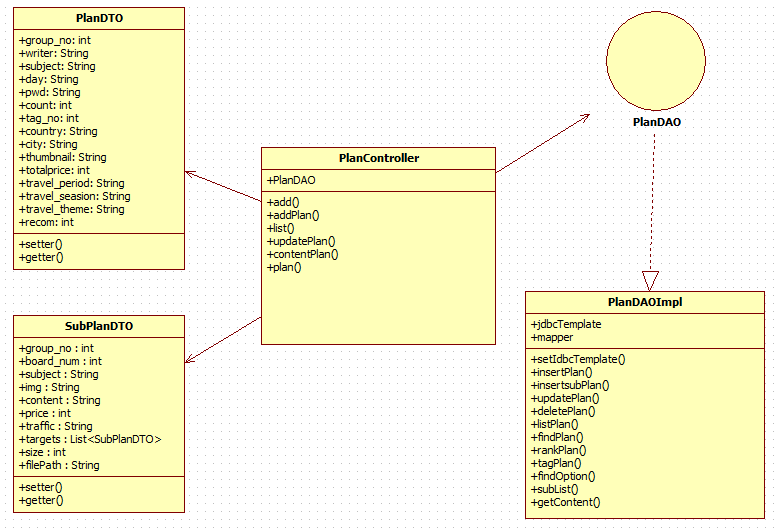 PlanDTO
+group_no: int
+writer: String
+subject: String
+day: String
+pwd: String
+count: int
+tag_no: int
+country: String
+city: String
+thumbnail: String
+totalprice: int
+travel_period: String
+travel_seasion: String
+travel_theme: String
+recom: int
+setter()
+getter()
PlanDAO
PlanController
+PlanDAO
+add()
+addPlan()
+list()
+updatePlan()
+contentPlan()
+plan()
SubPlanDTO
+group_no : int
+board_num : int
+subject : String
+img : String
+content : String
+price : int
+traffic : String
+targets : List<SubPlanDTO>
+size : int
+filePath : String
+setter()
+getter()
PlanDAOImpl
+jdbcTemplate
+mapper
+setIdbcTemplate()
+insertPlan()
+insertsubPlan()
+updatePlan()
+deletePlan()
+listPlan()
+findPlan()
+rankPlan()
+tagPlan()
+findOption()
+subList()
+getContent()